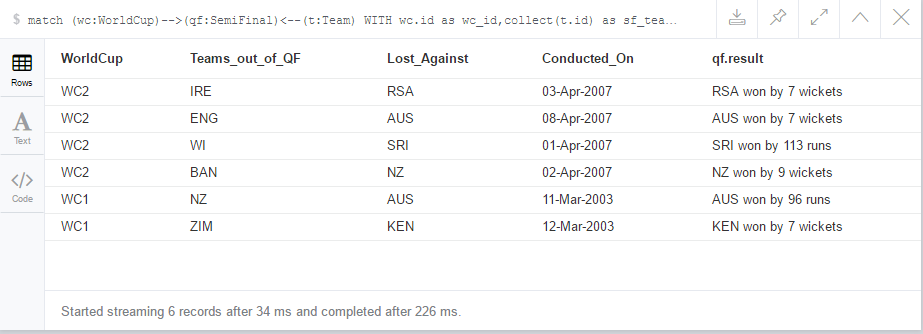 $ match (wc:WorldCup)-->(qf:SemiFinal)<--(t:Team) WITH wc.id as wc_id,collect(t.id) as sf_tea…
WorldCup Teams_out_of_QF Lost_Against Conducted_On qf.result
Rows
WC2 IRE RSA 03-Apr-2007 RSA won by 7 wickets
WC2 ENG AUS 08-Apr-2007 AUS won by 7 wickets
A
Text
WC2 WI SRI 01-Apr-2007 SRI won by 113 runs
WC2 BAN NZ 02-Apr-2007 NZ won by 9 wickets
</>
Code
WC1 NZ AUS 11-Mar-2003 AUS won by 96 runs
WC1 ZIM KEN 12-Mar-2003 KEN won by 7 wickets
Started streaming 6 records after 34 ms and completed after 226 ms.